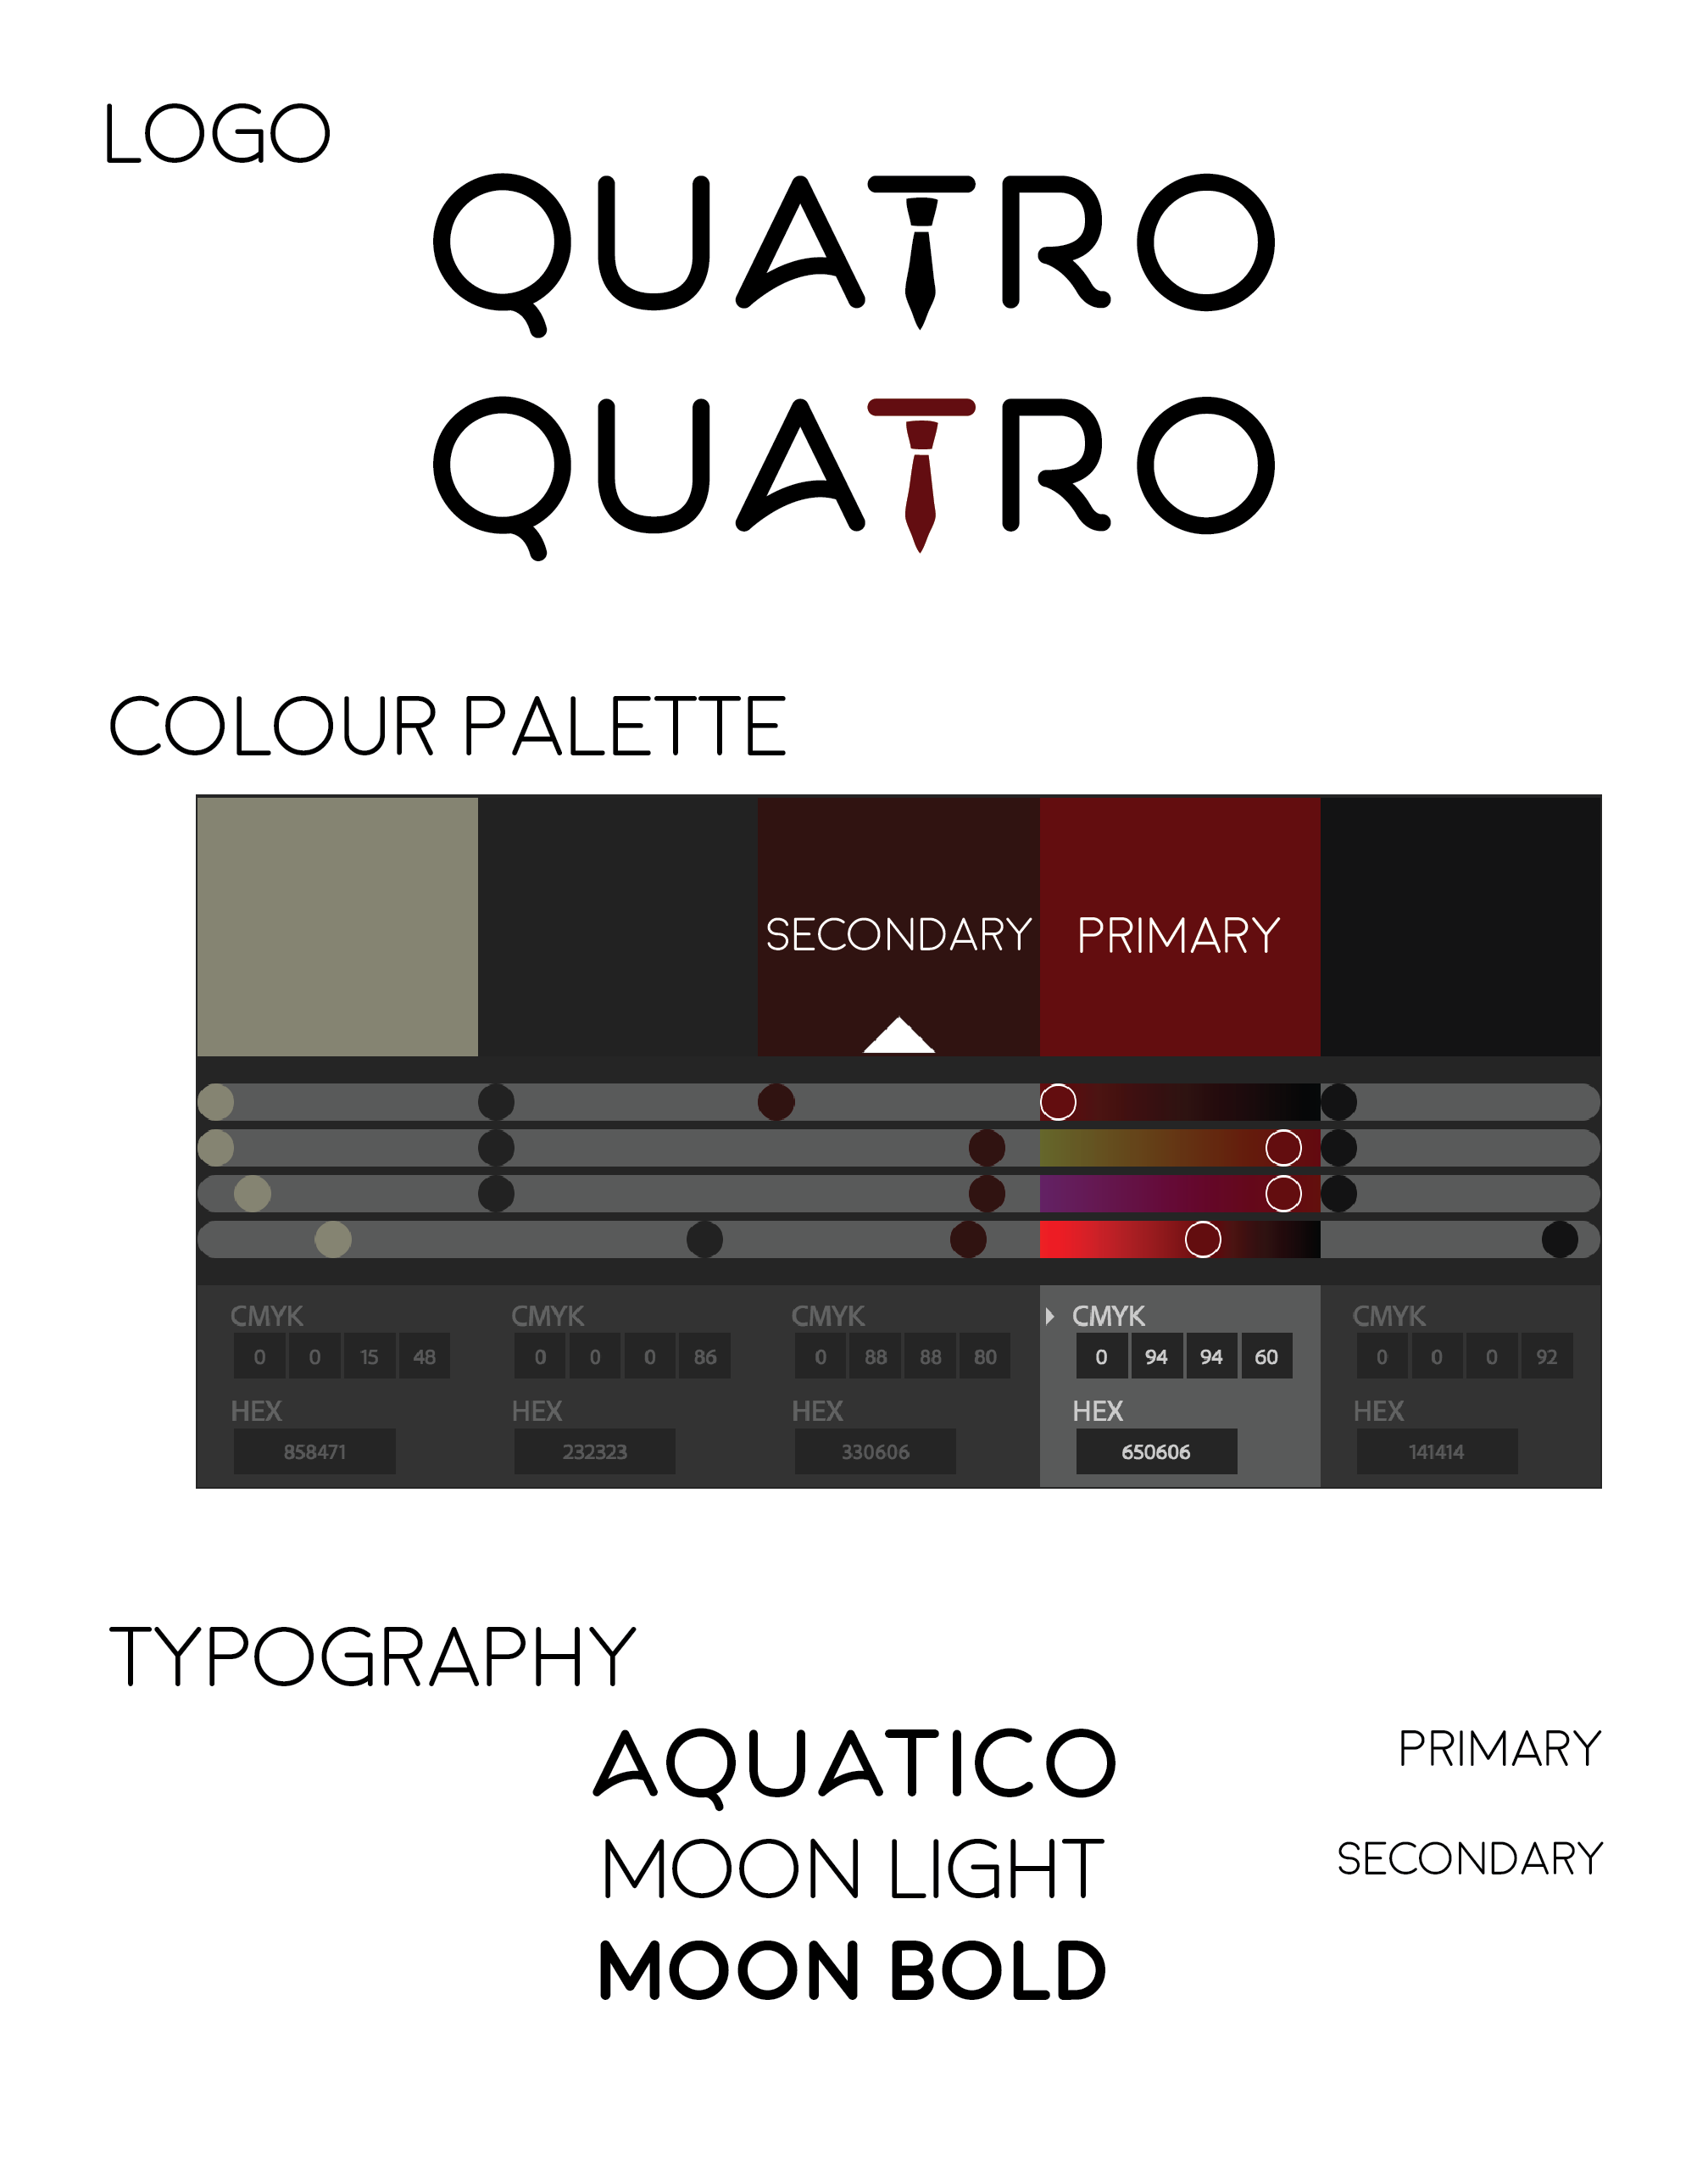 LOGO
QUATRO
QUATRO
COLOUR PALETTE
SECONDARY PRIMARY
CMYK CMYK CMYK CMYK CMYK
0 0 15 48 0 0 0 86 0 88 88 80 0 94 94 60 0 0 0 92
HEX HEX HEX HEX HEX
858471 232323 330606 650606 141414
TYPOGRAPHY
AQUATICO PRIMARY
MOON LIGHT SECONDARY
MOON BOLD